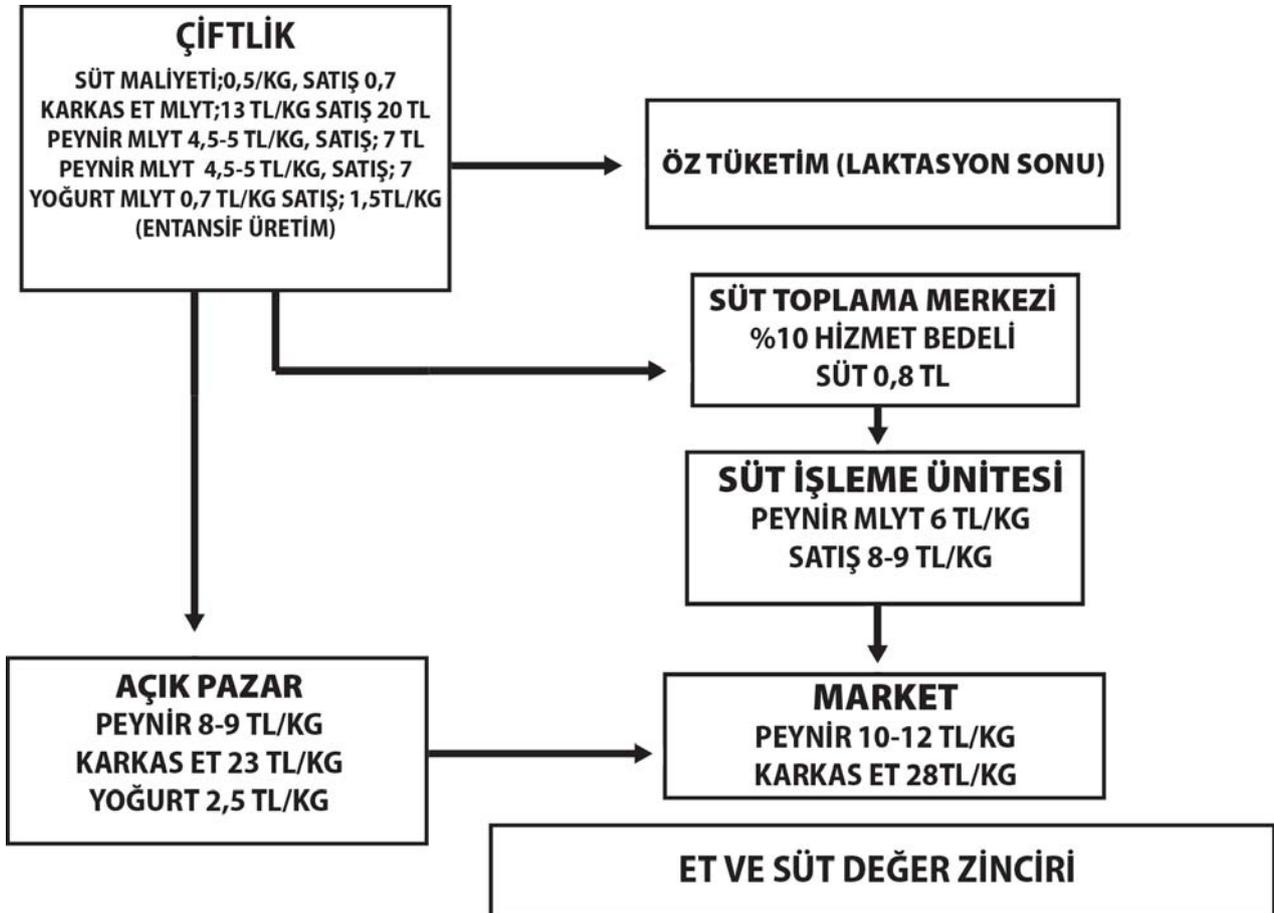 ÇİFTLİK
SÜT MALİYETİ;0,5/KG, SATIŞ 0,7
KARKAS ET MLYT;13 TL/KG SATIŞ 20 TL
PEYNİR MLYT 4,5-5 TL/KG, SATIŞ; 7 TL
PEYNİR MLYT 4,5-5 TL/KG, SATIŞ; 7
YOĞURT MLYT 0,7 TL/KG SATIŞ; 1,5TL/KG
(ENTANSİF ÜRETİM)
ÖZ TÜKETİM (LAKTASYON SONU)
SÜT TOPLAMA MERKEZİ
%10 HİZMET BEDELİ
SÜT 0,8 TL
SÜT İŞLEME ÜNİTESİ
PEYNİR MLYT 6 TL/KG
SATIŞ 8-9 TL/KG
AÇIK PAZAR
PEYNİR 8-9 TL/KG
KARKAS ET 23 TL/KG
YOĞURT 2,5 TL/KG
MARKET
PEYNİR 10-12 TL/KG
KARKAS ET 28TL/KG
ET VE SÜT DEĞER ZİNCİRİ